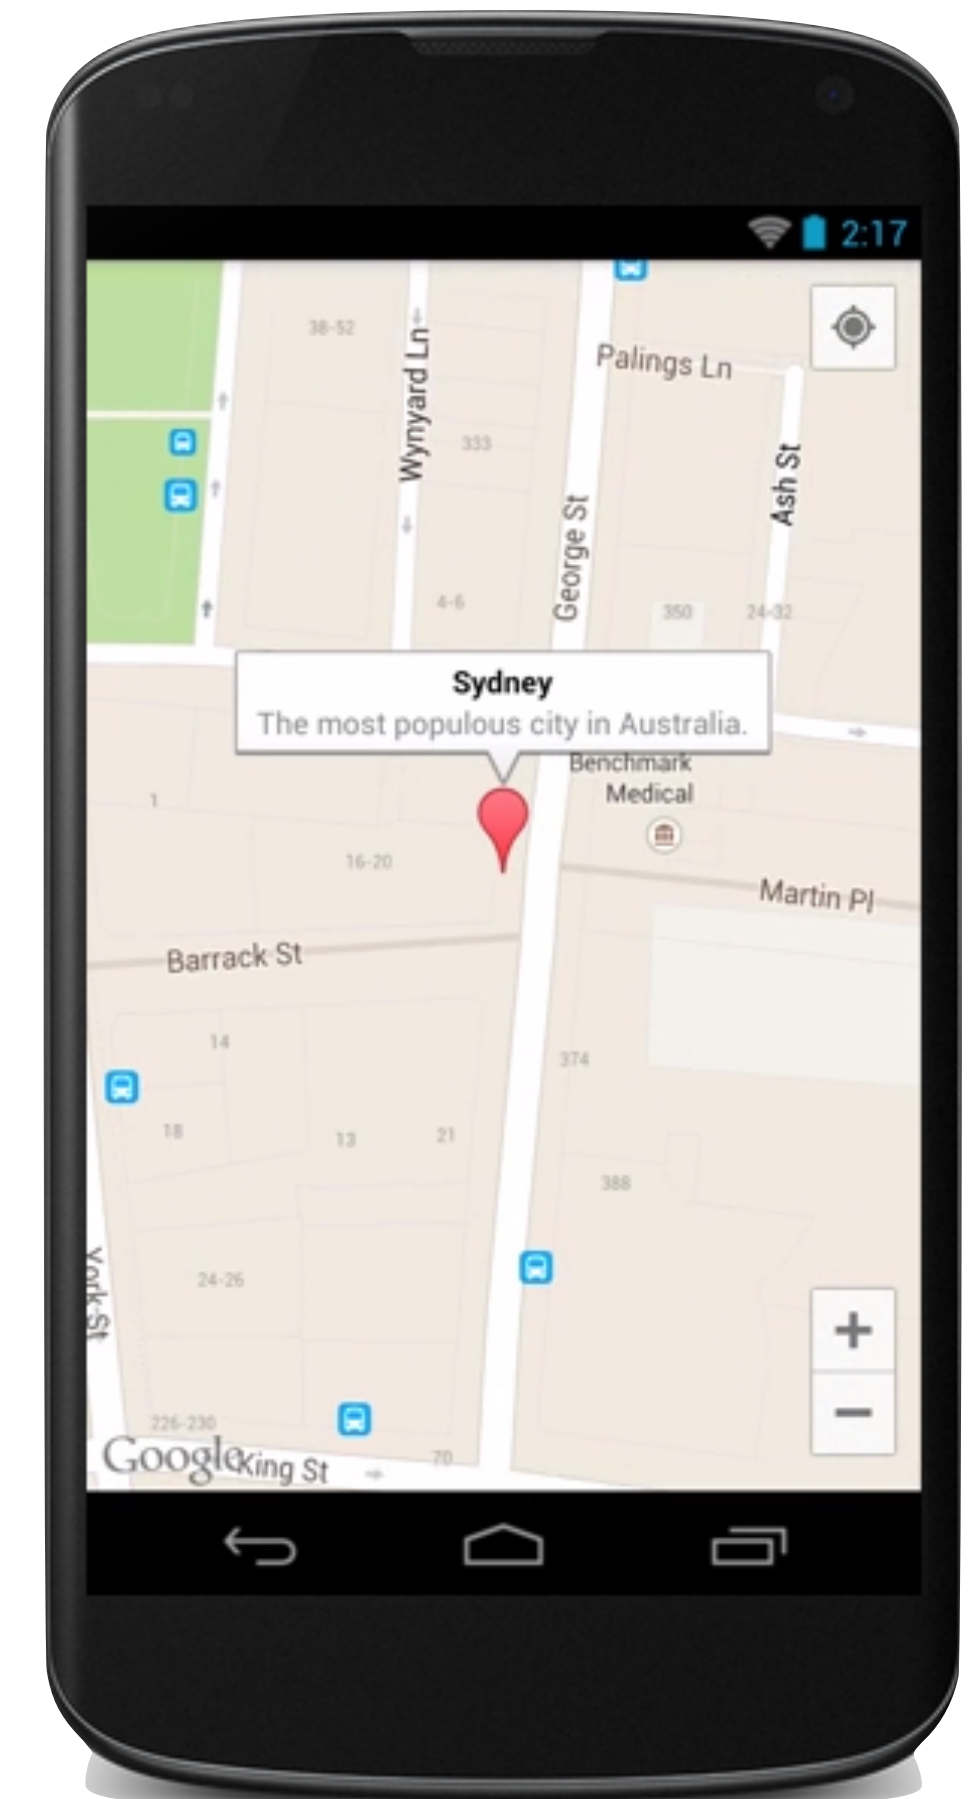 2:17
38-52
Wynyard Ln
Palings Ln
333
Ash St
George St
4-6
350
24-32
Sydney
The most populous city in Australia.
Benchmark
Medical
1
16-20
Martin Pl
Barrack St
14
374
18
13
21
388
24-26
York St
226-230
Google
King St
70